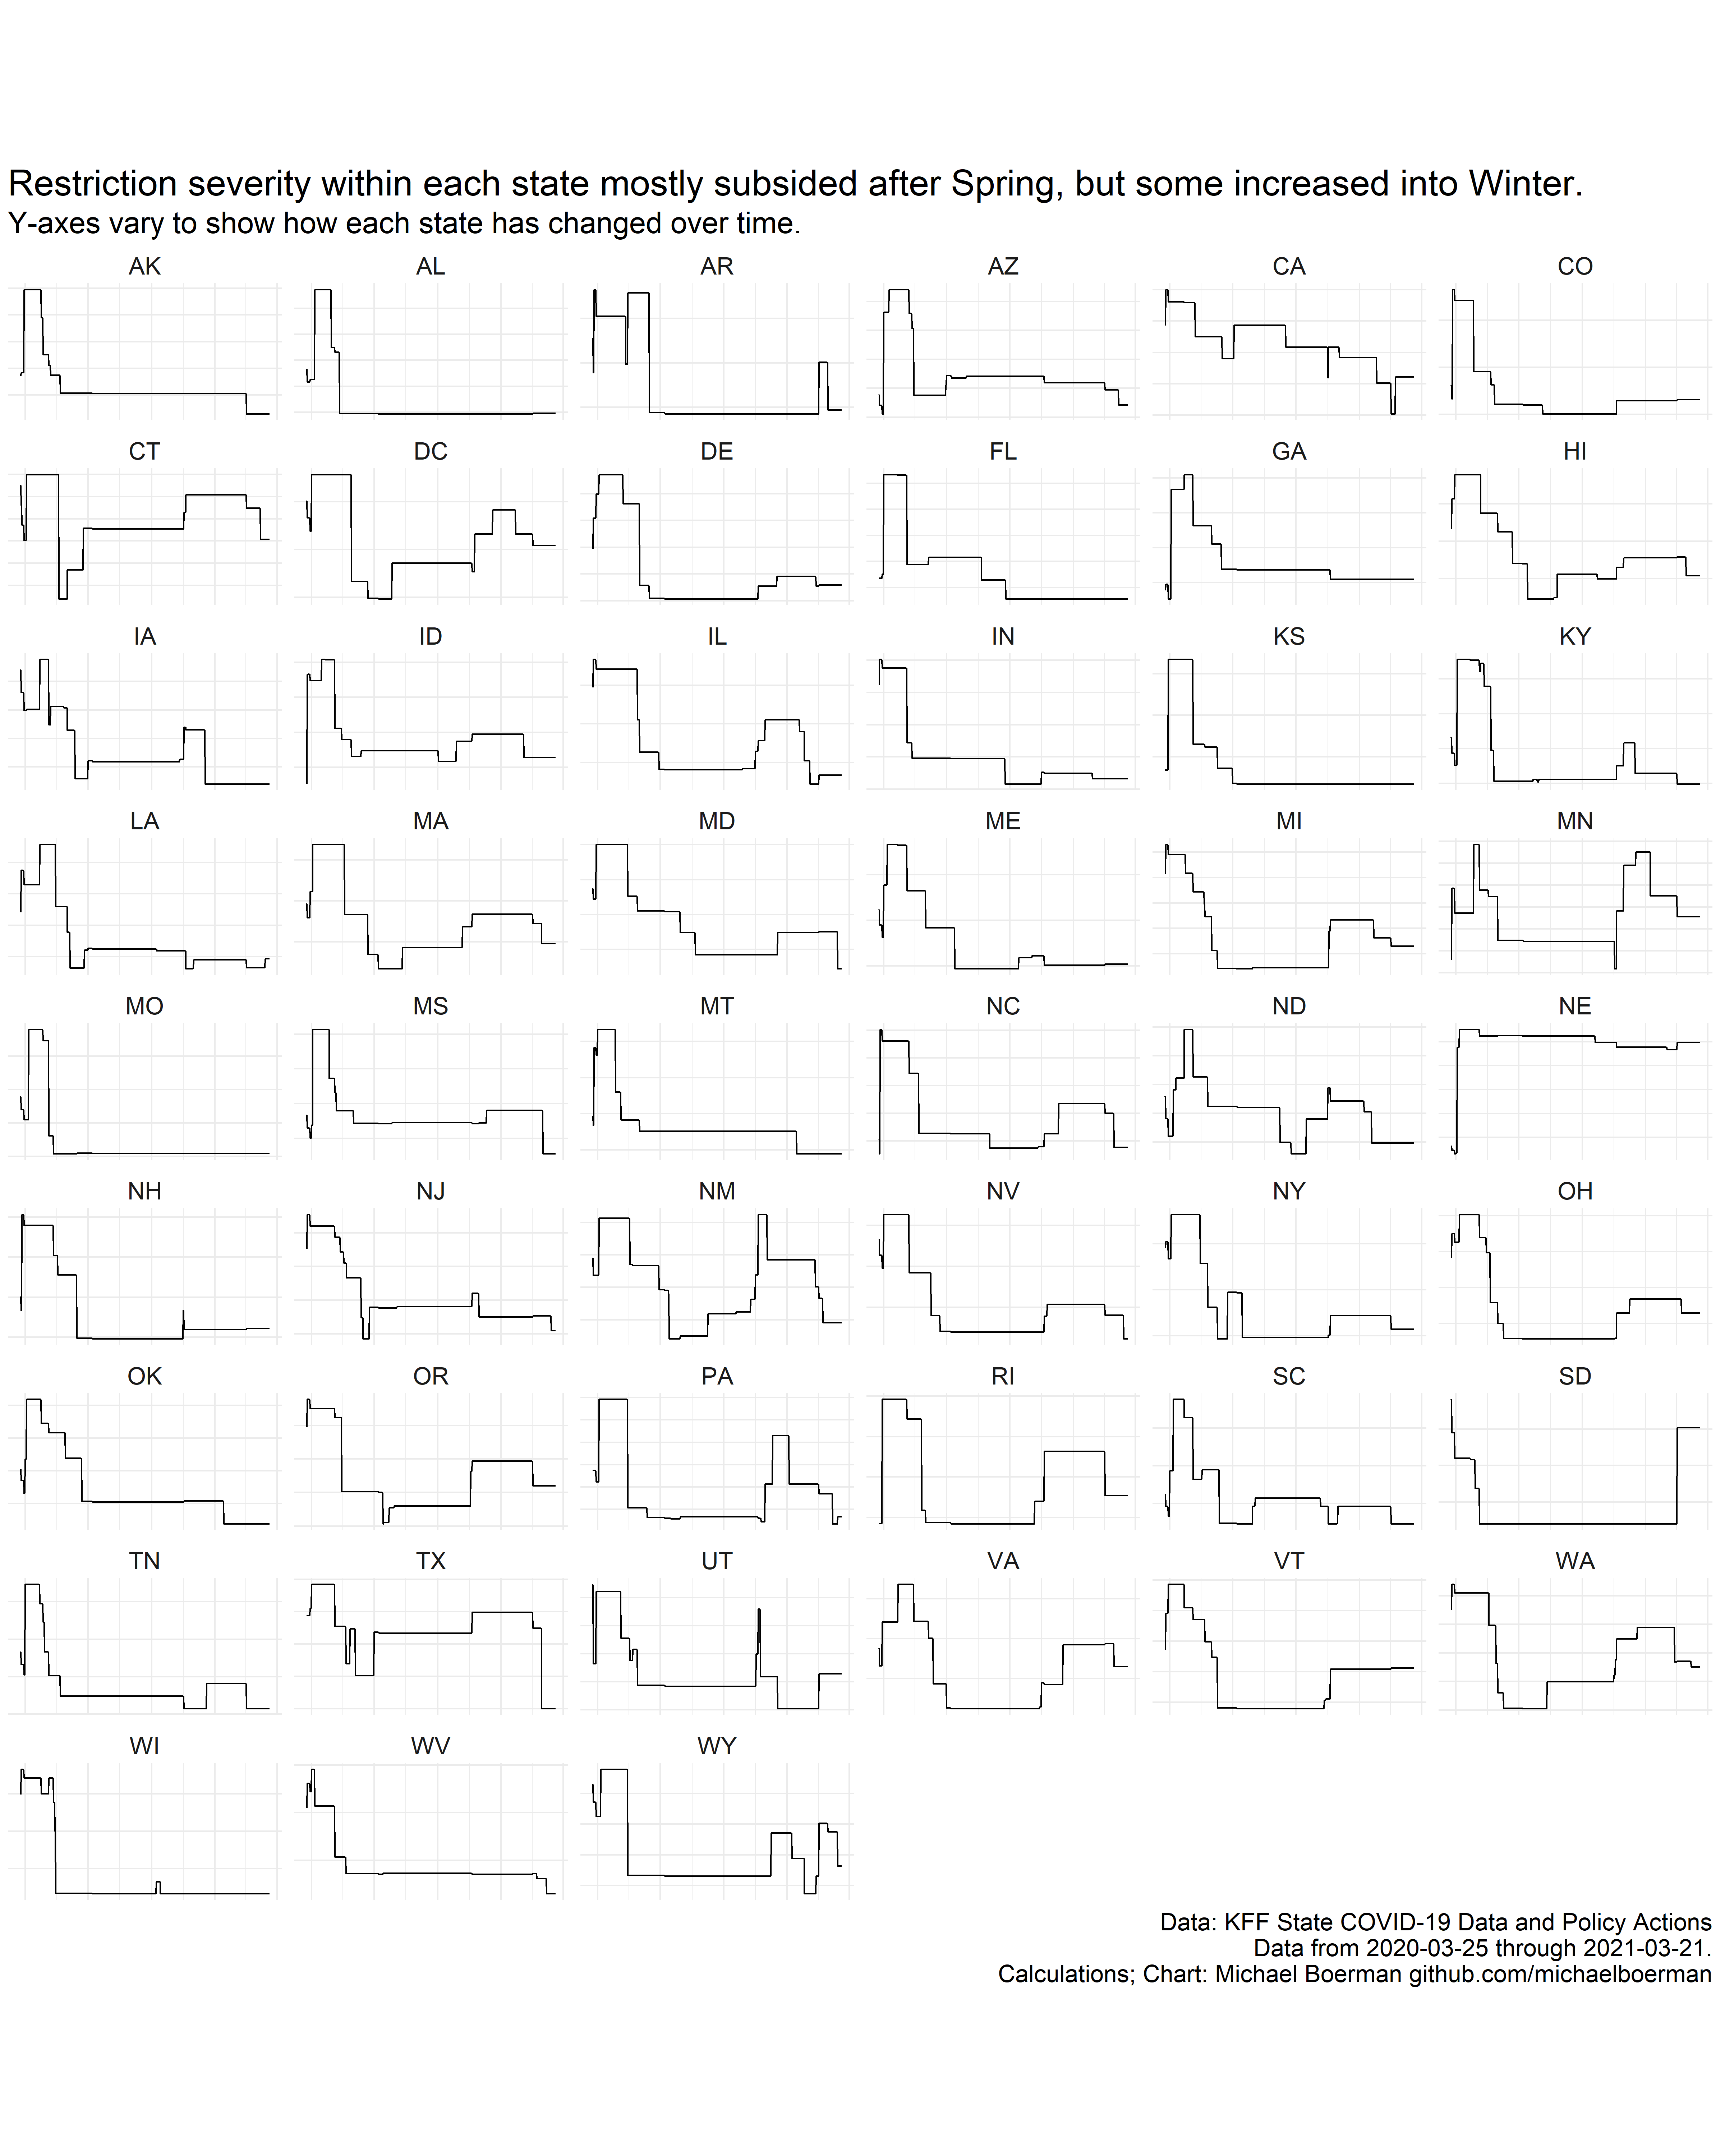 Restriction severity within each state mostly subsided after Spring, but some increased into Winter.
Y-axes vary to show how each state has changed over time.
AK AL AR AZ CA CO
CT DC DE FL GA HI
IA ID IL IN KS KY
LA MA MD ME MI MN
MO MS MT NC ND NE
NH NJ NM NV NY OH
OK OR PA RI SC SD
TN TX UT VA VT WA
WI WV WY
Data: KFF State COVID-19 Data and Policy Actions
Data from 2020-03-25 through 2021-03-21.
Calculations; Chart: Michael Boerman github.com/michaelboerman